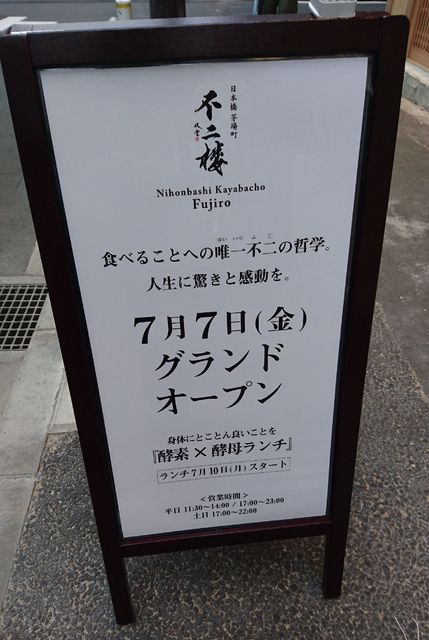 日本橋 茅場町
不二楼
Nihonbashi Kayabacho
Fujiro
食べることへの唯一不二の哲学。
ゆい いつ ふ じ
人生に驚きと感動を。
7月7日(金)
グランド
オープン
身体にとことん良いことを
『酵素×酵母ランチ』
ランチ7月10日(月)スタート
<営業時間>
平日 11:30~14:00 / 17:00~23:00
土日 17:00~22:00